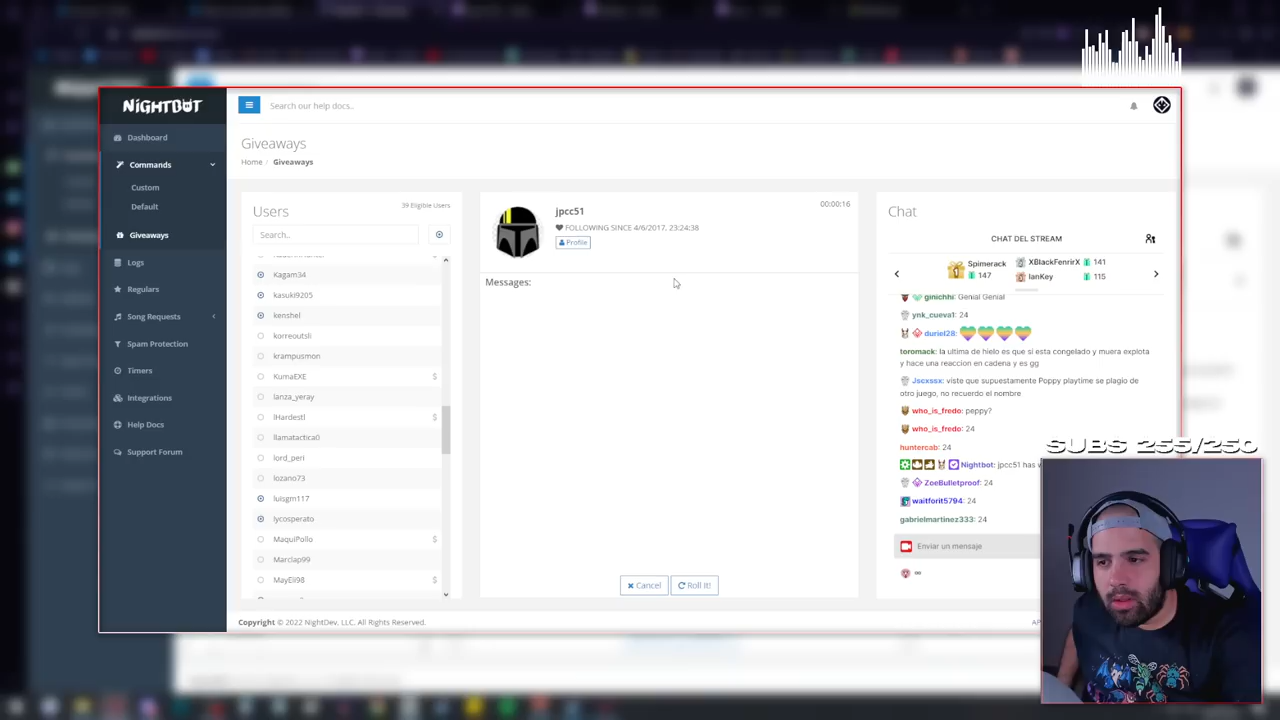 NIGHTBOT
Search our help docs..
Dashboard
Commands
Custom
Default
Giveaways
Logs
Regulars
Song Requests
Spam Protection
Timers
Integrations
Help Docs
Support Forum
Giveaways
Home / Giveaways
Users
39 Eligible Users
Search..
Kagam34
kasuki9205
kenshel
korreoutsli
krampusmon
KumaEXE $
lanza_yeray
lHardestl $
llamatactica0
lord_peri
lozano73
luisgm117
lycosperato
MaquiPollo $
Marclap99
MayEli98 $
jpcc51
00:00:16
FOLLOWING SINCE 4/6/2017, 23:24:38
Profile
Messages:
Cancel
Roll It!
Chat
CHAT DEL STREAM
Spimerack
147
XBlackFenrirX 141
IanKey 115
ginichhi: Genial Genial
ynk_cueva1: 24
duriel28:
toromack: la ultima de hielo es que si esta congelado y muera explota
y hace una reaccion en cadena y es gg
Jscxssx: viste que supuestamente Poppy playtime se plagio de
otro juego, no recuerdo el nombre
who_is_fredo: peppy?
who_is_fredo: 24
huntercab: 24
Nightbot: jpcc51 has
ZoeBulletproof: 24
waitforit5794: 24
gabrielmartinez333: 24
Enviar un mensaje
∞
Copyright © 2022 NightDev, LLC. All Rights Reserved.
SUBS 255/250